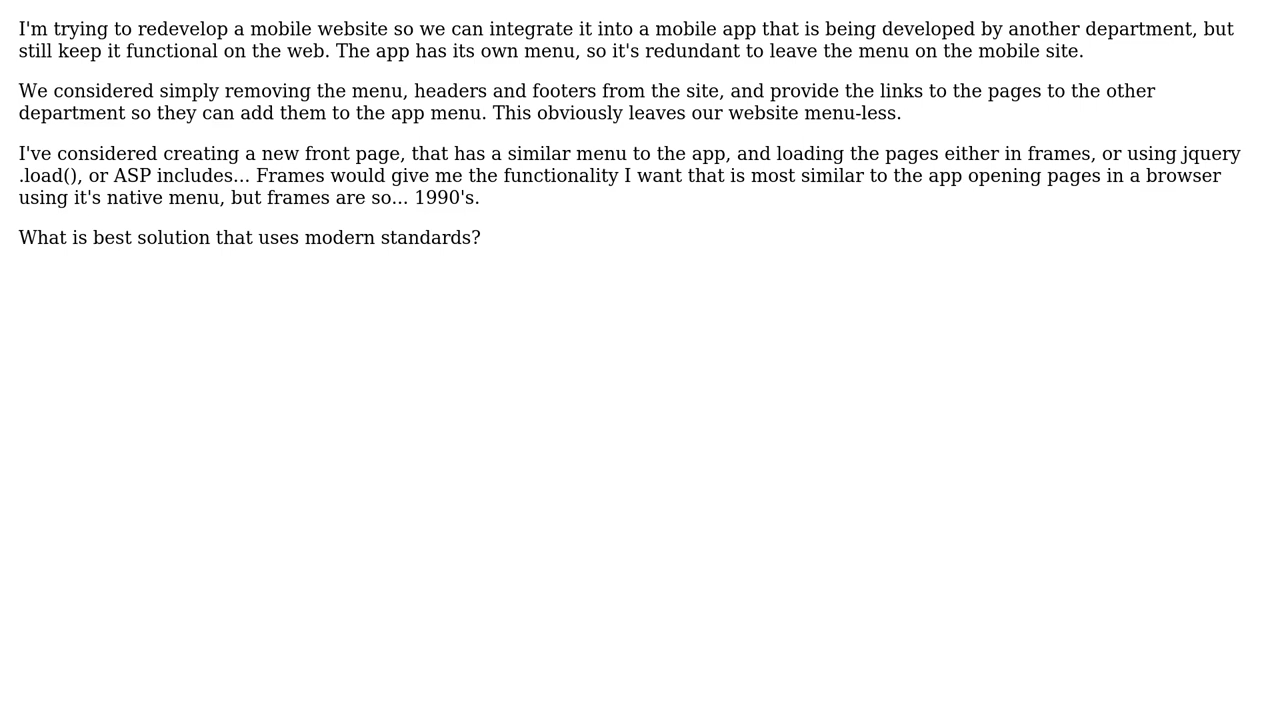 I'm trying to redevelop a mobile website so we can integrate it into a mobile app that is being developed by another department, but
still keep it functional on the web. The app has its own menu, so it's redundant to leave the menu on the mobile site.
We considered simply removing the menu, headers and footers from the site, and provide the links to the pages to the other
department so they can add them to the app menu. This obviously leaves our website menu-less.
I've considered creating a new front page, that has a similar menu to the app, and loading the pages either in frames, or using jquery
.load(), or ASP includes... Frames would give me the functionality I want that is most similar to the app opening pages in a browser
using it's native menu, but frames are so... 1990's.
What is best solution that uses modern standards?